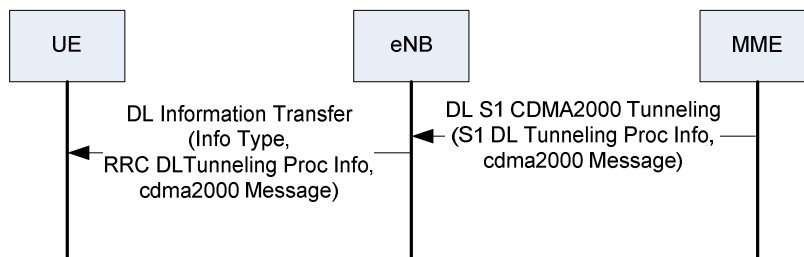 UE
eNB
MME
DL Information Transfer
(Info Type,
RRC DLTunneling Proc Info,
cdma2000 Message)
DL S1 CDMA2000 Tunneling
(S1 DL Tunneling Proc Info,
cdma2000 Message)